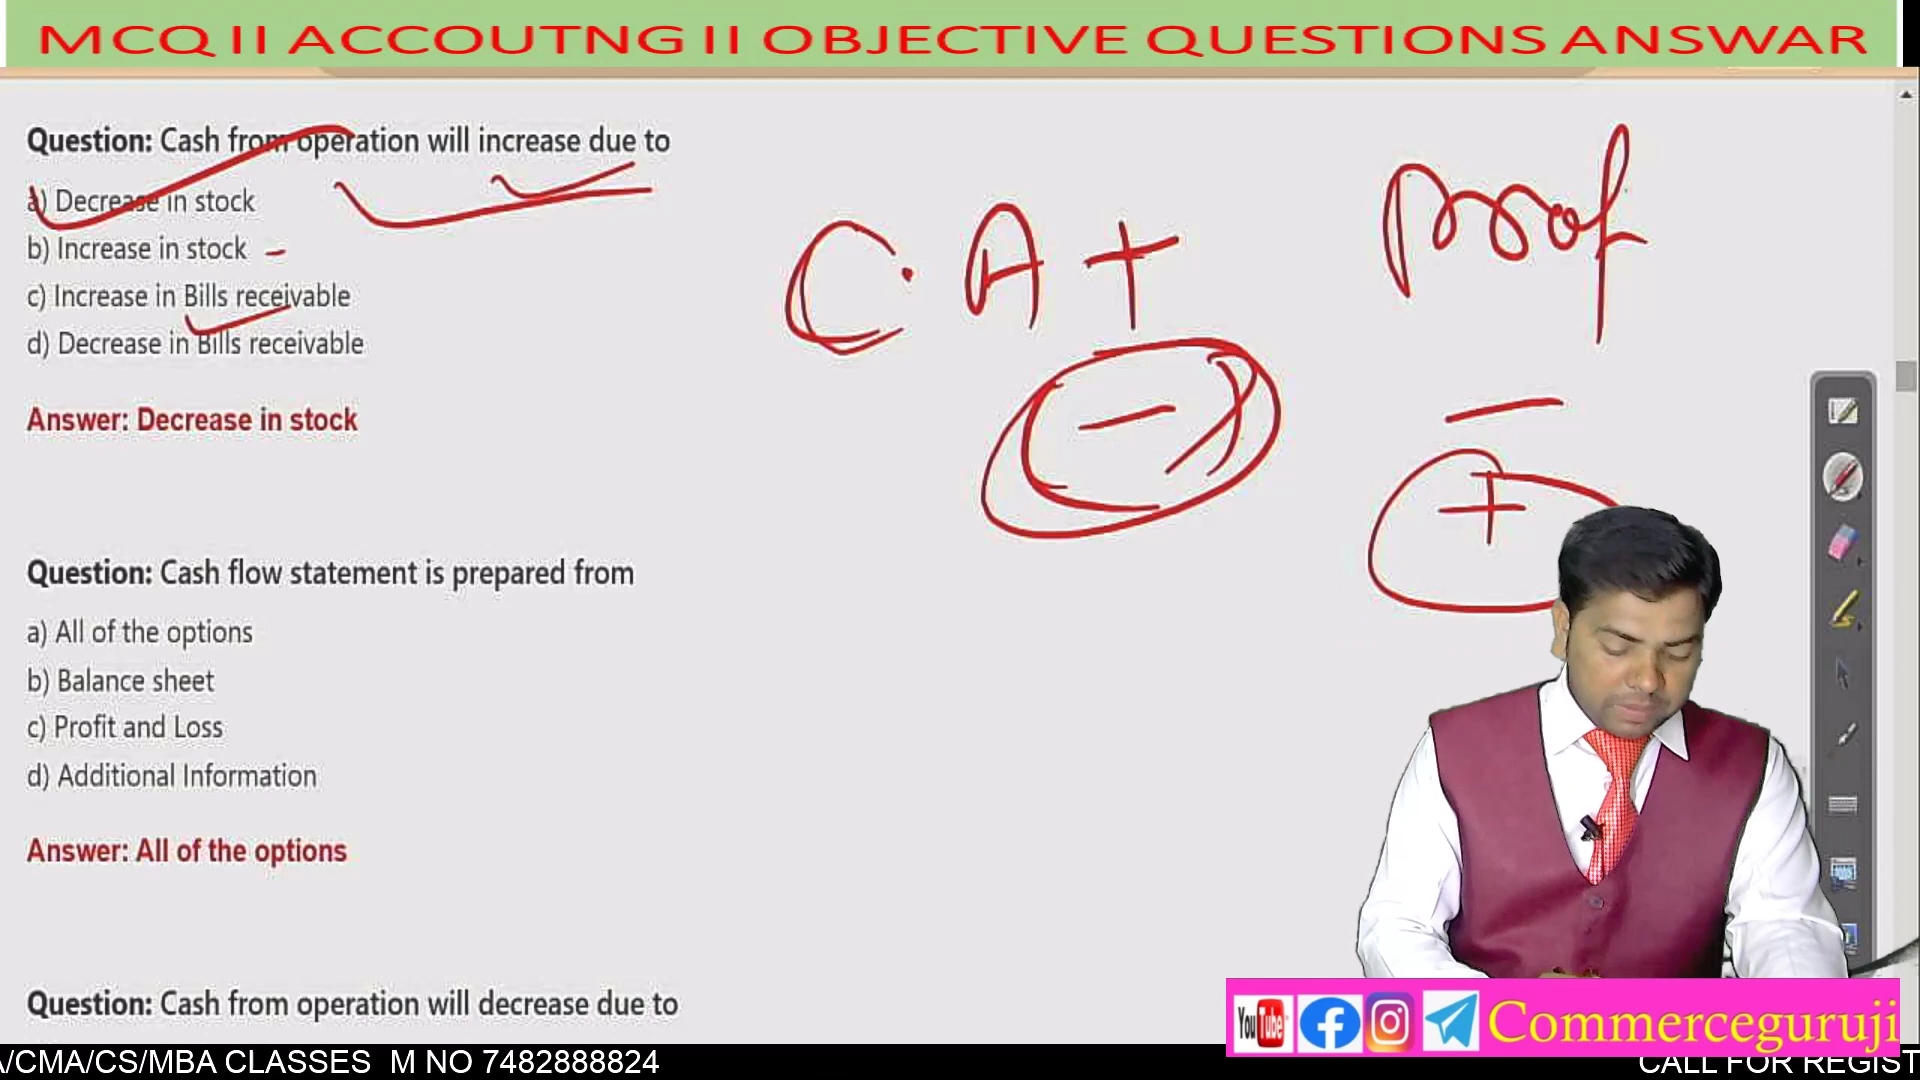 MCQ II ACCOUTNG II OBJECTIVE QUESTIONS ANSWAR
Question: Cash from operation will increase due to
a) Decrease in stock
b) Increase in stock
c) Increase in Bills receivable
d) Decrease in Bills receivable
Answer: Decrease in stock
C. A + prof
-
-
+
Question: Cash flow statement is prepared from
a) All of the options
b) Balance sheet
c) Profit and Loss
d) Additional Information
Answer: All of the options
Question: Cash from operation will decrease due to
You Tube
Commerceguruji
A/CMA/CS/MBA CLASSES M NO 7482888824
CALL FOR REGIST